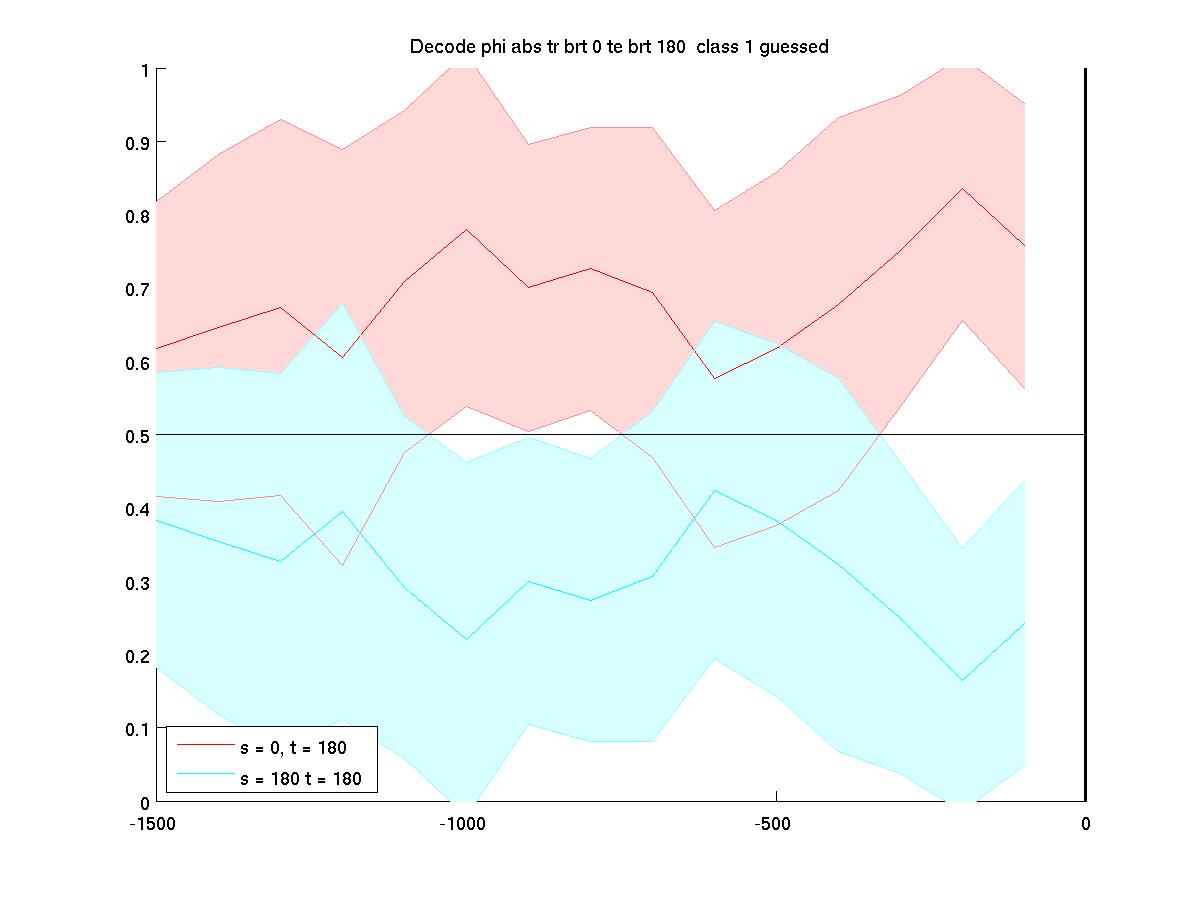 Decode phi abs tr brt 0 te brt 180  class 1 guessed
1
0.9
0.8
0.7
0.6
0.5
0.4
0.3
0.2
0.1
0
s = 0, t = 180
s = 180 t = 180
-1500 -1000 -500 0